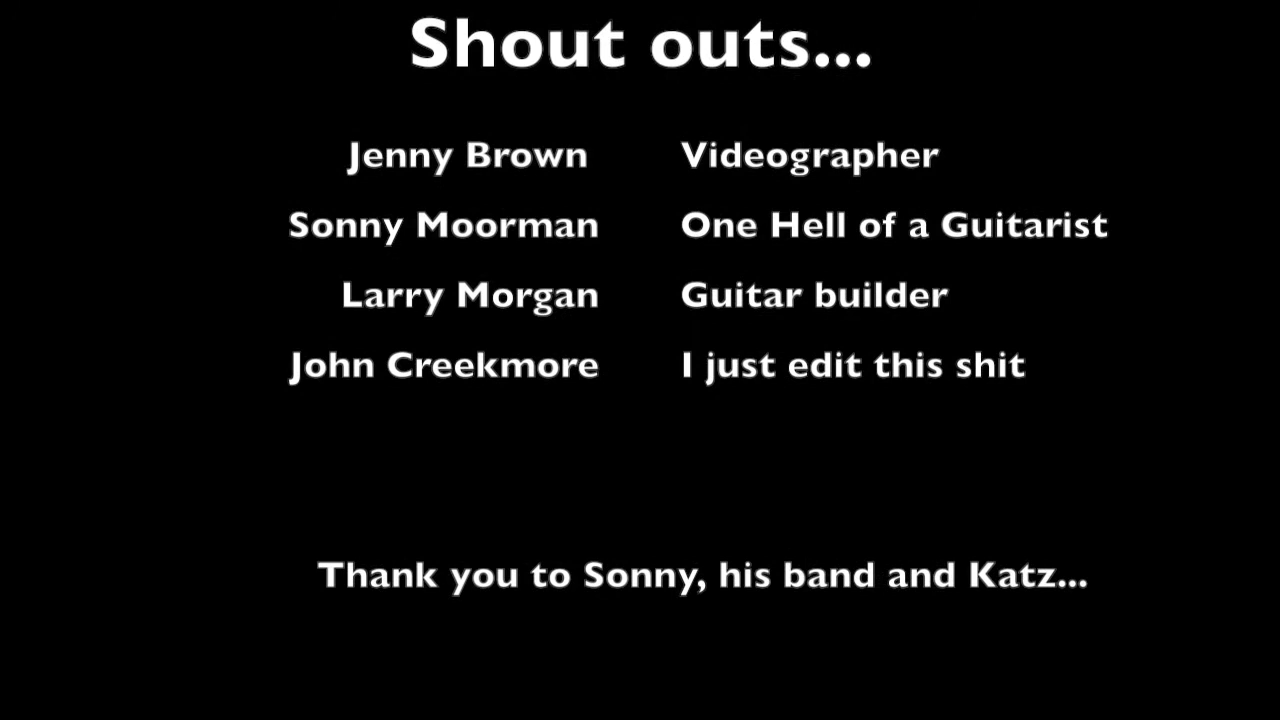 Shout outs...
Jenny Brown Videographer
Sonny Moorman One Hell of a Guitarist
Larry Morgan Guitar builder
John Creekmore I just edit this shit
Thank you to Sonny, his band and Katz...